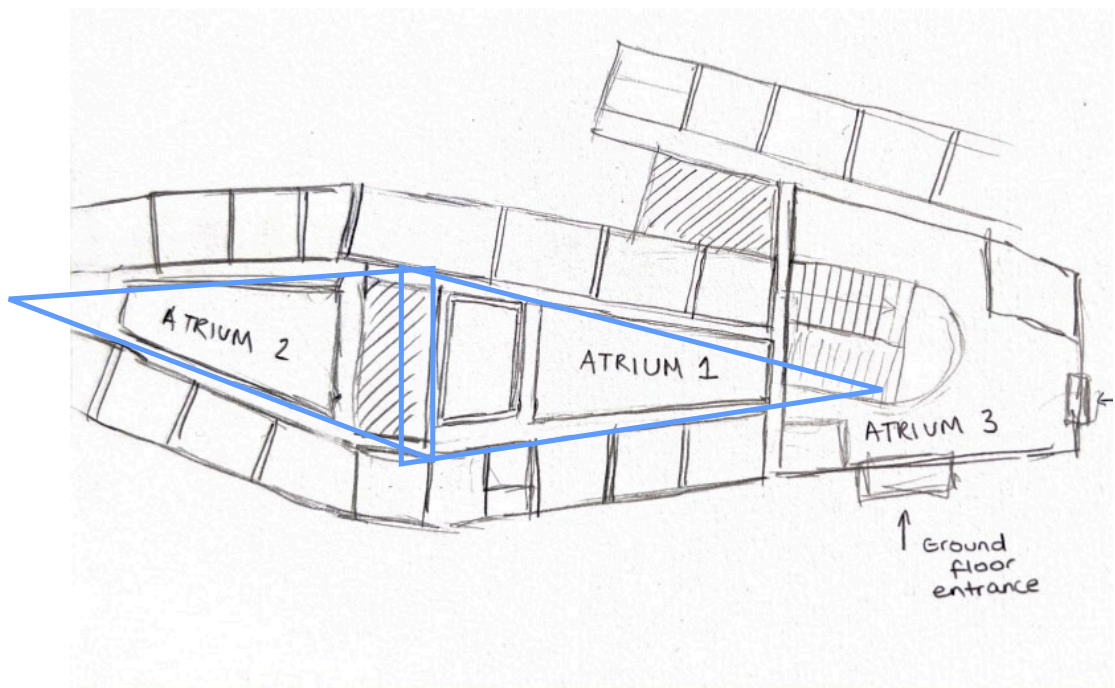 ATRIUM 2
ATRIUM 1
ATRIUM 3
Ground
floor
entrance